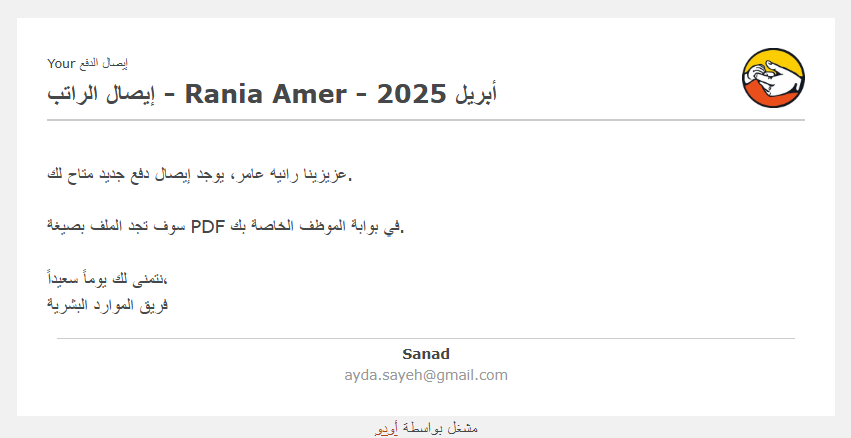 Your إيصال الدفع
إيصال الراتب - Rania Amer - أبريل 2025
عزيزينا رانيه عامر، يوجد إيصال دفع جديد متاح لك.
سوف تجد الملف بصيغة PDF في بوابة الموظف الخاصة بك.
نتمنى لك يوماً سعيداً،
فريق الموارد البشرية
Sanad
ayda.sayeh@gmail.com
مشغل بواسطة أودو